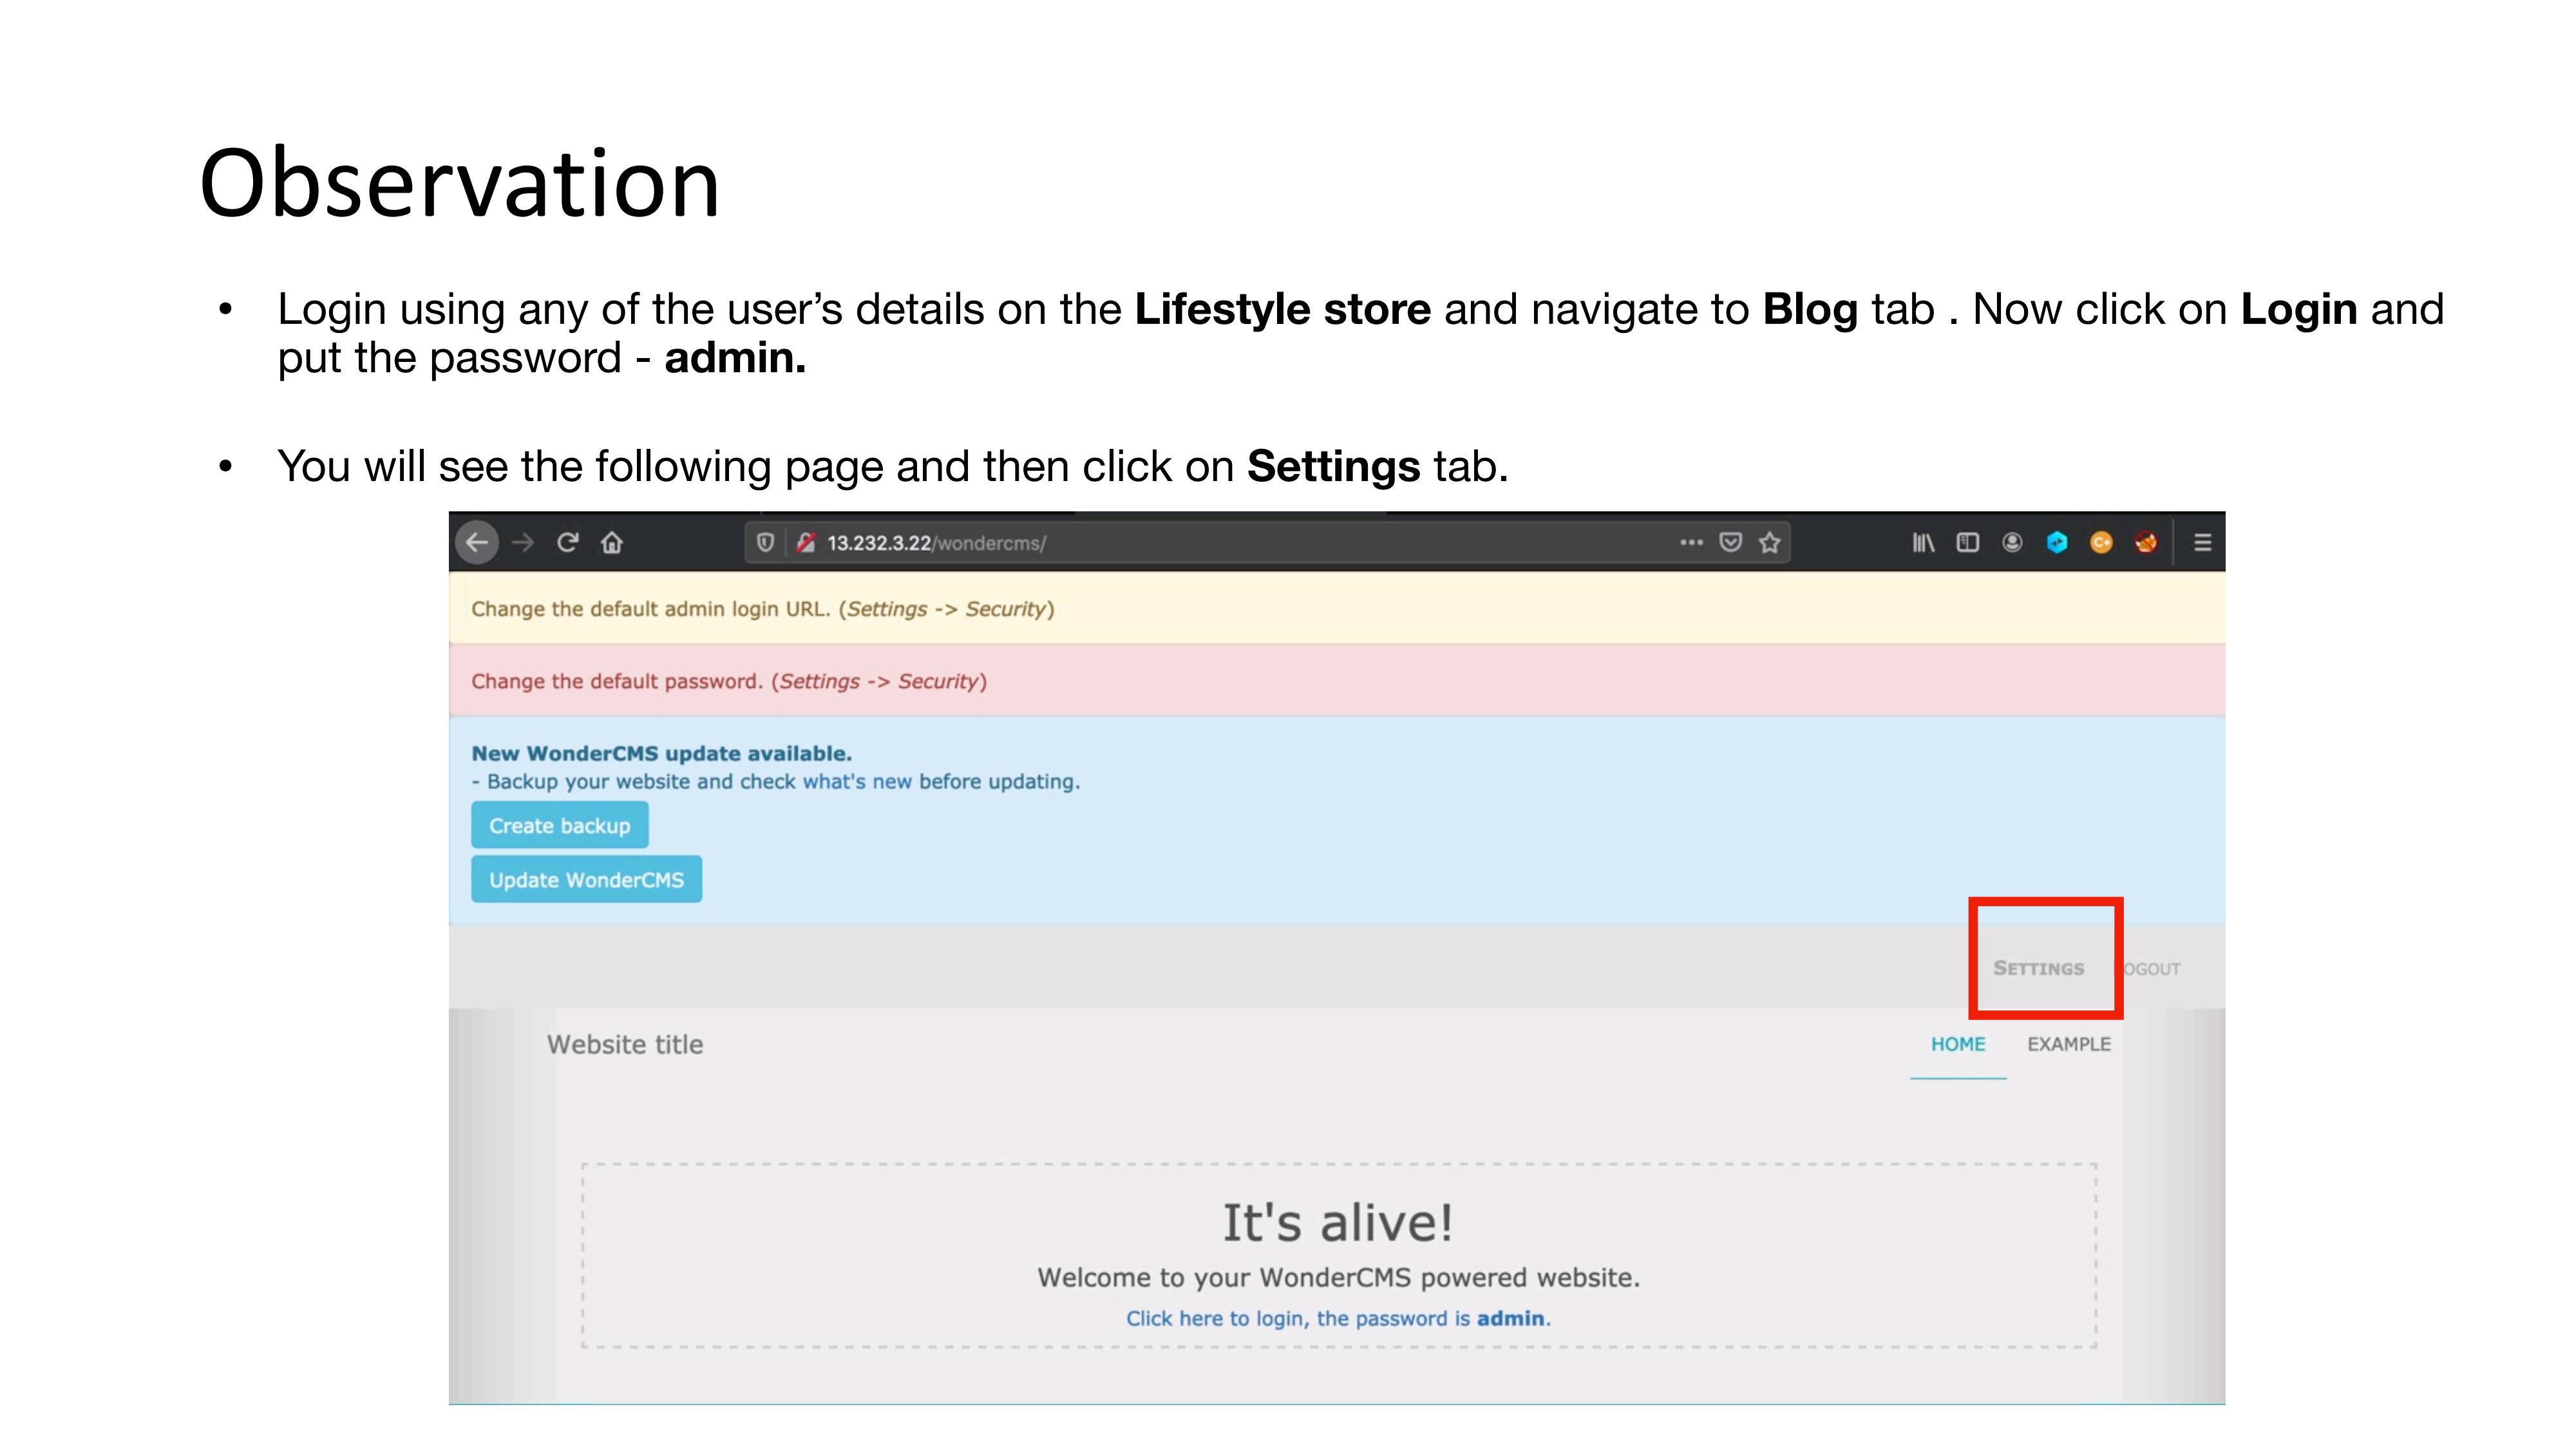 Observation
• Login using any of the user’s details on the Lifestyle store and navigate to Blog tab . Now click on Login and
put the password - admin.
• You will see the following page and then click on Settings tab.
13.232.3.22/wondercms/
Change the default admin login URL. (Settings -> Security)
Change the default password. (Settings -> Security)
New WonderCMS update available.
- Backup your website and check what's new before updating.
Create backup
Update WonderCMS
SETTINGS OGOUT
Website title HOME EXAMPLE
It's alive!
Welcome to your WonderCMS powered website.
Click here to login, the password is admin.